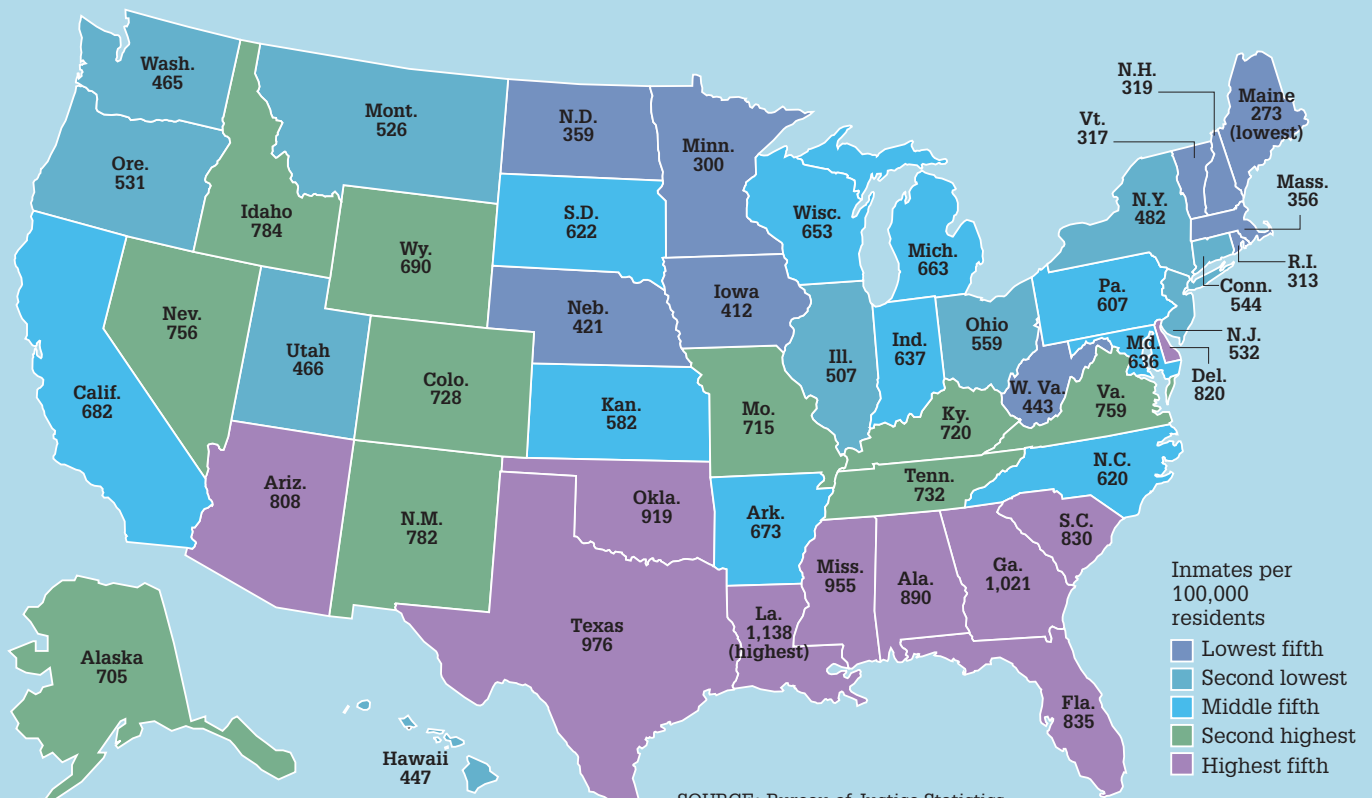 Wash.
465
Ore.
531
Calif.
682
Nev.
756
Idaho
784
Mont.
526
Wy.
690
Utah
466
Colo.
728
Ariz.
808
N.M.
782
N.D.
359
S.D.
622
Neb.
421
Kan.
582
Okla.
919
Texas
976
Minn.
300
Iowa
412
Mo.
715
Ark.
673
La.
1,138
(highest)
Wisc.
653
Ill.
507
Mich.
663
Ind.
637
Ohio
559
Ky.
720
Tenn.
732
Miss.
955
Ala.
890
Ga.
1,021
Fla.
835
S.C.
830
N.C.
620
Va.
759
W. Va.
443
Md.
636
Del.
820
Pa.
607
N.J.
532
N.Y.
482
Conn.
544
R.I.
313
Mass.
356
Vt.
317
N.H.
319
Maine
273
(lowest)
Alaska
705
Hawaii
447
Inmates per
100,000
residents
Lowest fifth
Second lowest
Middle fifth
Second highest
Highest fifth
SOURCE: Bureau of Justice Statistics